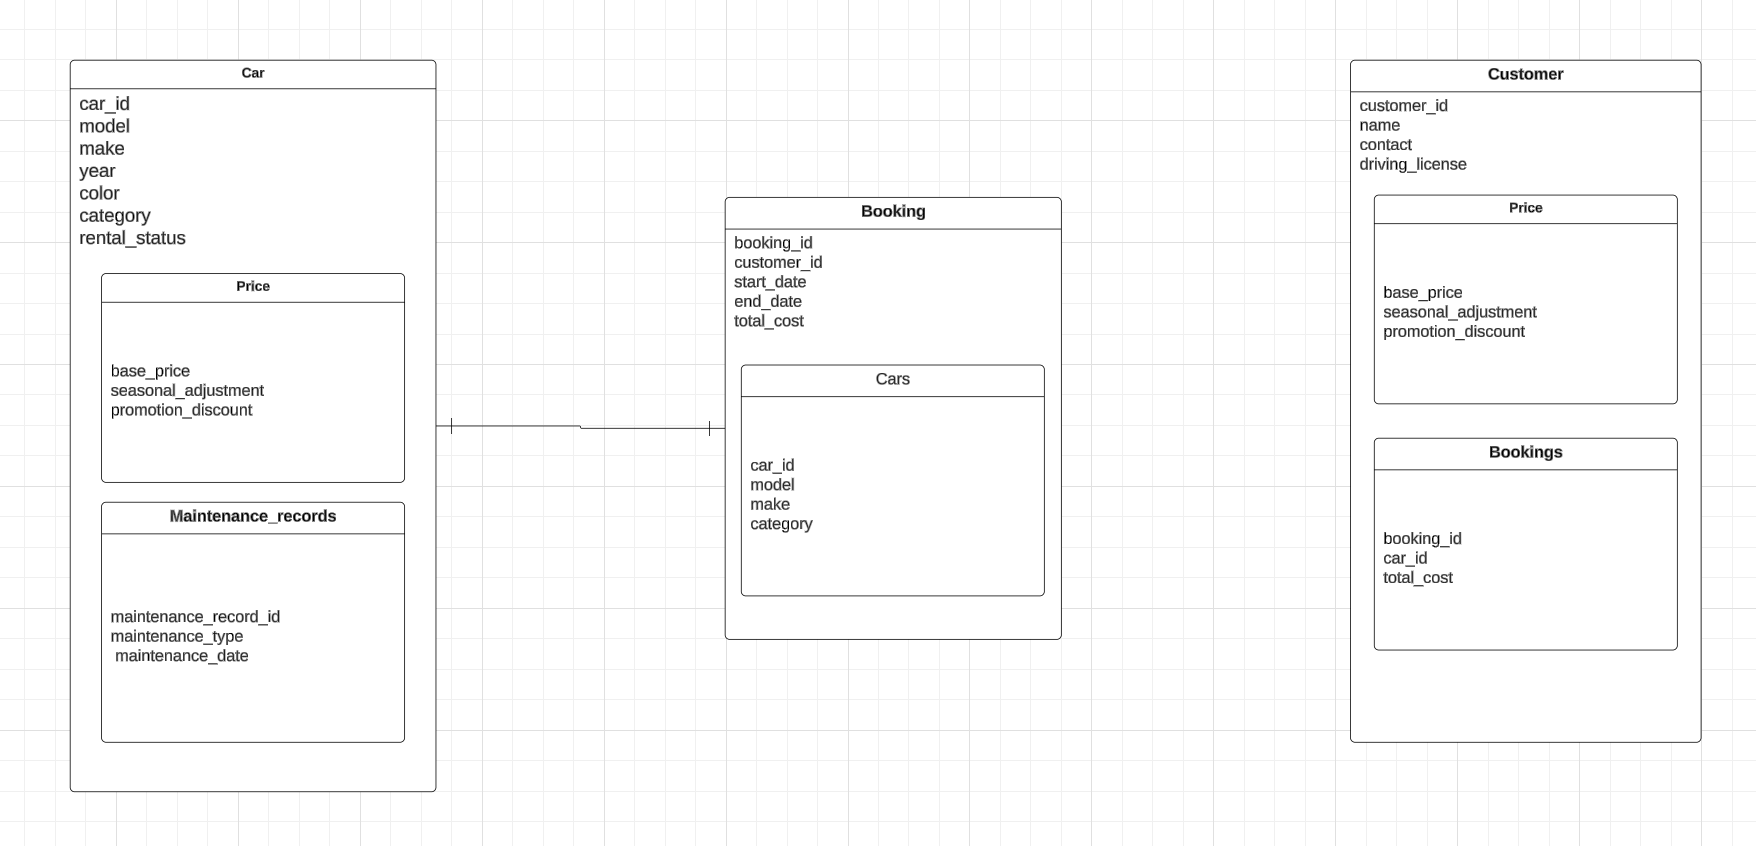 Car
car_id
model
make
year
color
category
rental_status
Price
base_price
seasonal_adjustment
promotion_discount
Maintenance_records
maintenance_record_id
maintenance_type
maintenance_date
Booking
booking_id
customer_id
start_date
end_date
total_cost
Cars
car_id
model
make
category
Customer
customer_id
name
contact
driving_license
Price
base_price
seasonal_adjustment
promotion_discount
Bookings
booking_id
car_id
total_cost